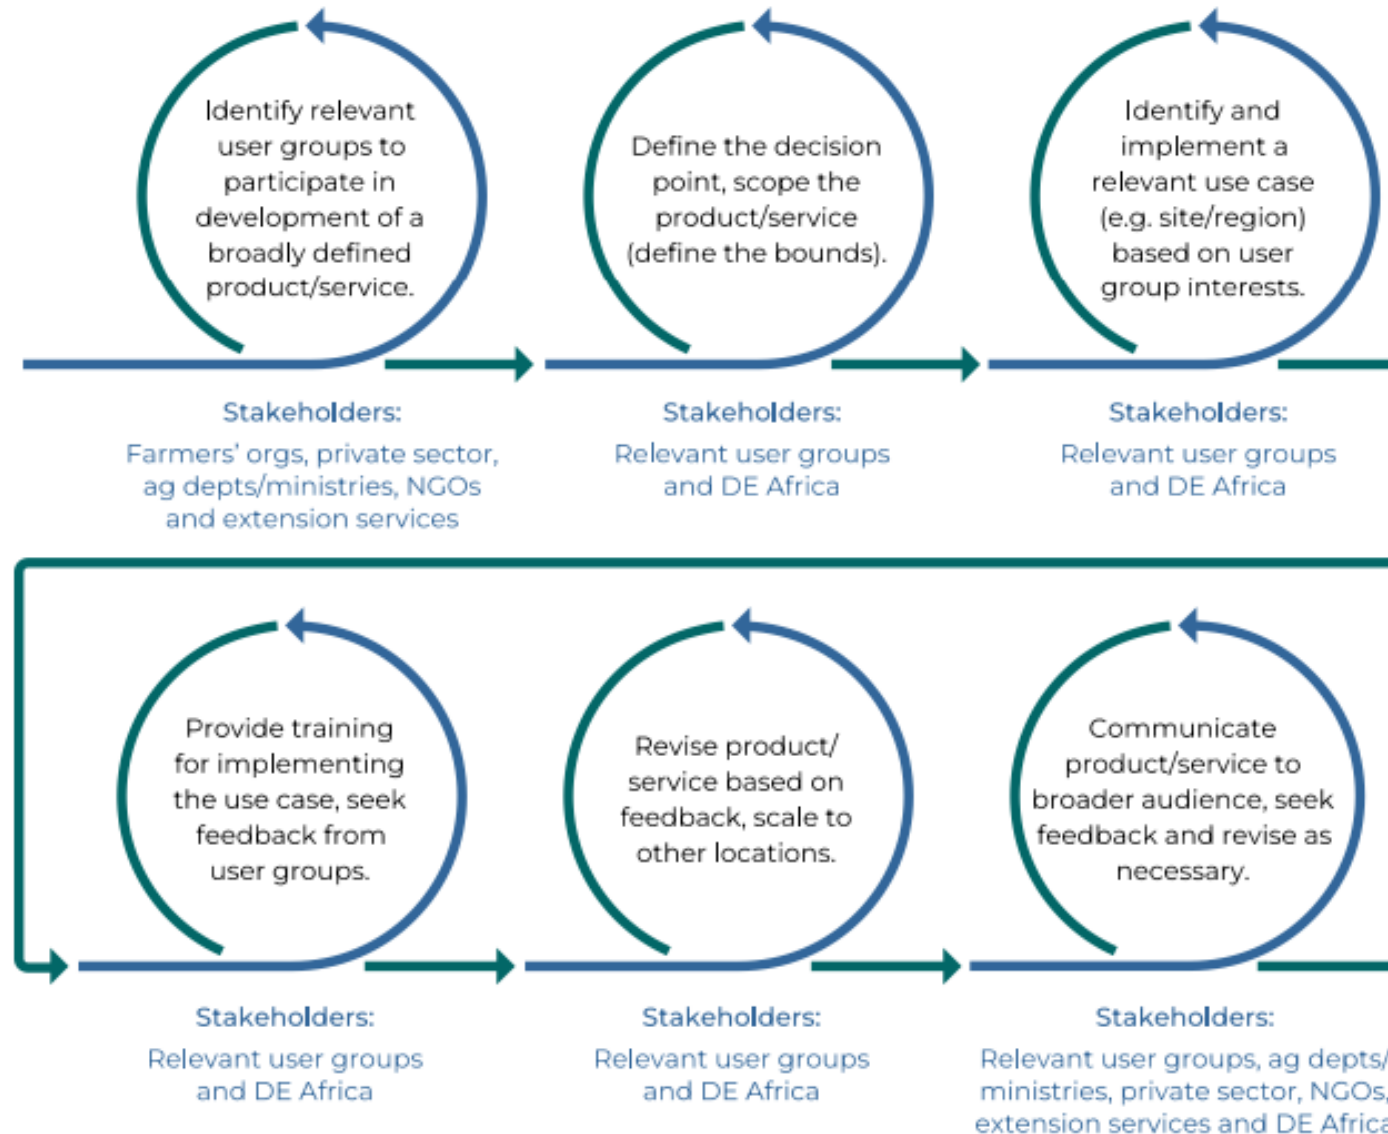 Identify relevant
user groups to
participate in
development of a
broadly defined
product/service.
Stakeholders:
Farmers' orgs, private sector,
ag depts/ministries, NGOs
and extension services
Define the decision
point, scope the
product/service
(define the bounds).
Stakeholders:
Relevant user groups
and DE Africa
Identify and
implement a
relevant use case
(e.g. site/region)
based on user
group interests.
Stakeholders:
Relevant user groups
and DE Africa
Provide training
for implementing
the use case, seek
feedback from
user groups.
Stakeholders:
Relevant user groups
and DE Africa
Revise product/
service based on
feedback, scale to
other locations.
Stakeholders:
Relevant user groups
and DE Africa
Communicate
product/service to
broader audience, seek
feedback and revise as
necessary.
Stakeholders:
Relevant user groups, ag depts/
ministries, private sector, NGOs,
extension services and DE Africa